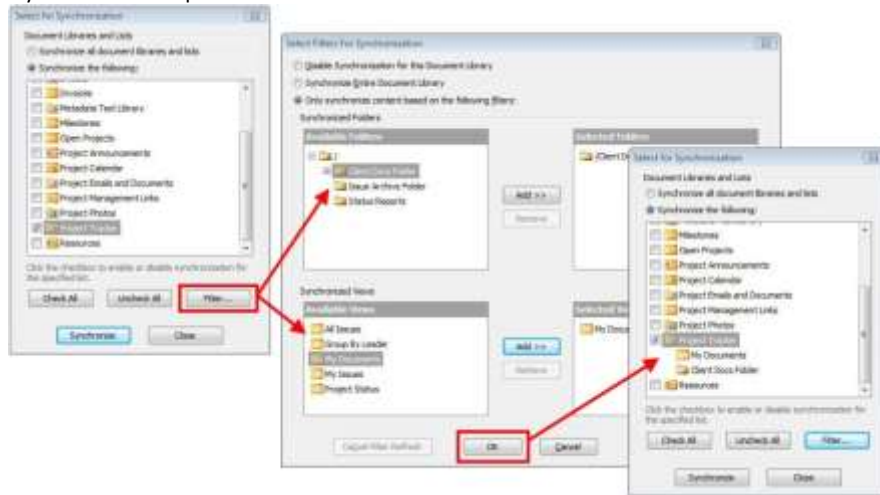 Select for Synchronization
Document Libraries and Lists
Synchronize all document libraries and lists
Synchronize the following:
Invoices
Metadata Test Library
Milestones
Open Projects
Project Announcements
Project Calendar
Project Emails and Documents
Project Management Links
Project Photos
Project Tracker
Resources
Click the checkbox to enable or disable synchronization for
the specified list.
Check All
Uncheck All
Filter...
Synchronize
Close
Select Filters For Synchronization
Disable Synchronization for this Document Library
Synchronize Entire Document Library
Only synchronize content based on the following filters:
Synchronized Folders
Available Folders
Selected Folders
/
Client Docs Folder
Issue Archive Folder
Status Reports
Add >>
Remove
/Client D
Synchronized Views
Available Views
All Issues
Group By Leader
My Documents
My Issues
Project Status
Add >>
Remove
My Docu
OK
Cancel
Select for Synchronization
Document Libraries and Lists
Synchronize all document libraries and lists
Synchronize the following:
Milestones
Open Projects
Project Announcements
Project Calendar
Project Emails and Documents
Project Management Links
Project Photos
Project Tracker
My Documents
Client Docs Folder
Resources
Click the checkbox to enable or disable synchronization for
the specified list.
Check All
Uncheck All
Filter...
Synchronize
Close